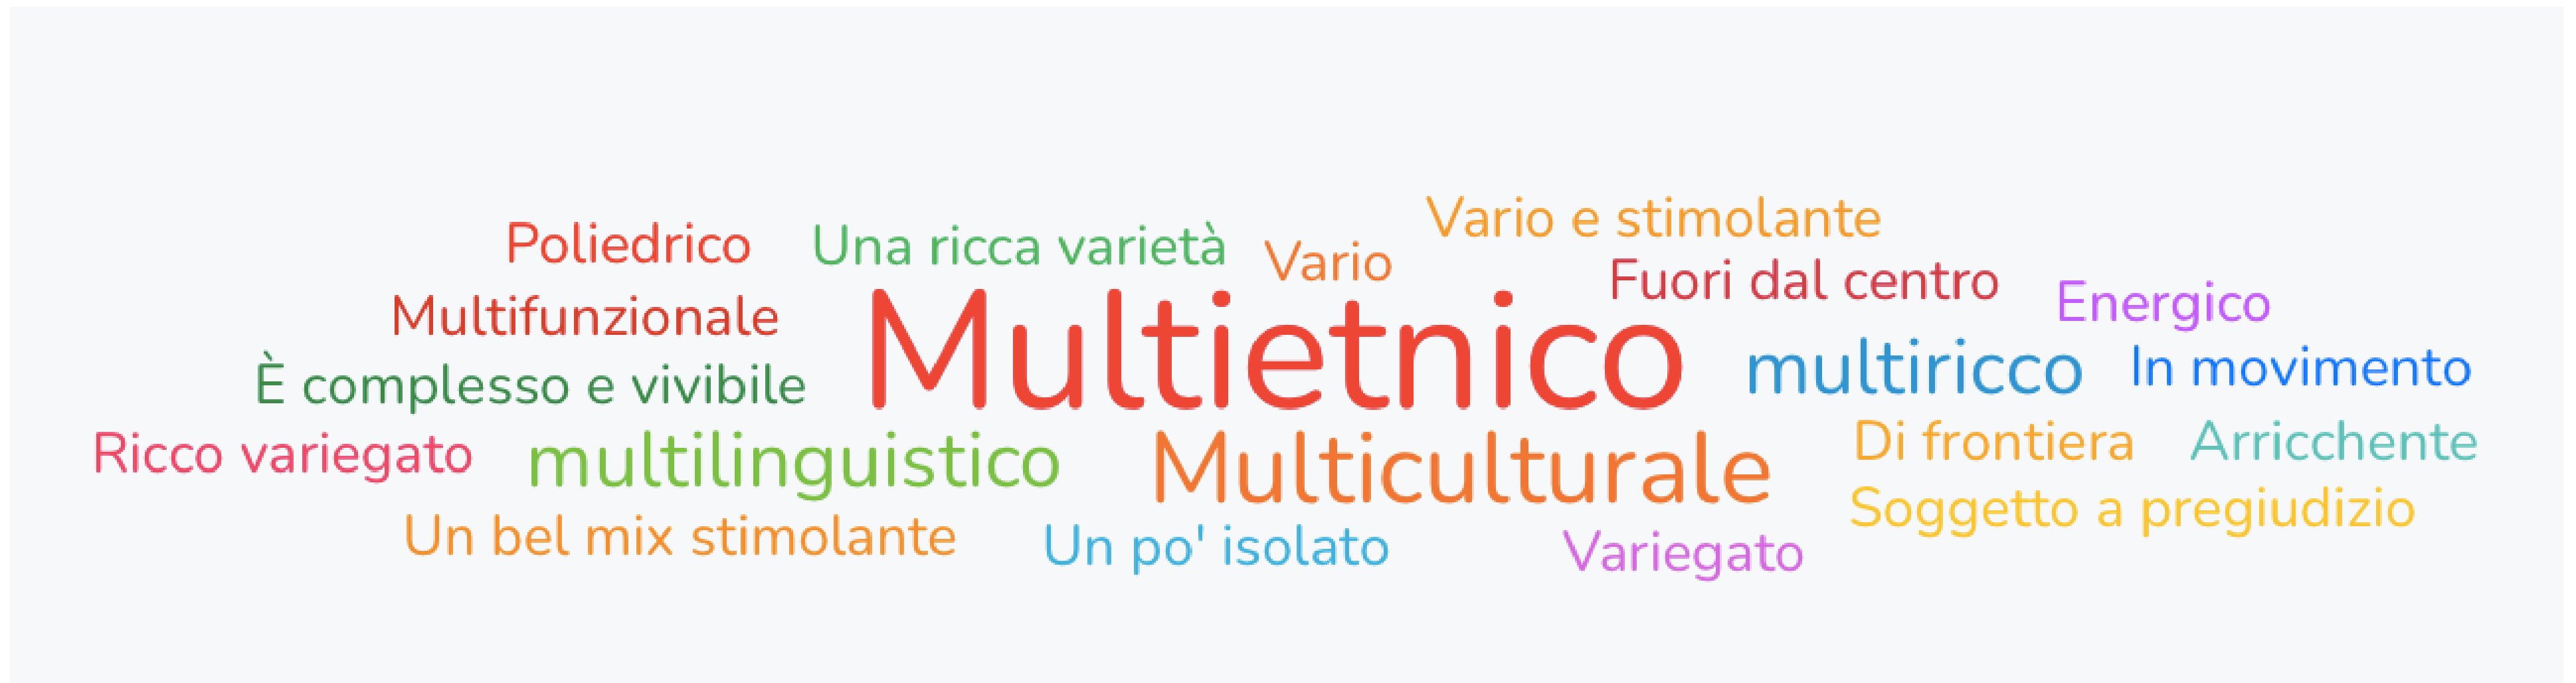 Vario e stimolante
Poliedrico
Una ricca varietà
Vario
Fuori dal centro
Energico
Multifunzionale
Multietnico
multiricco
In movimento
È complesso e vivibile
Ricco variegato
multilinguistico
Multiculturale
Di frontiera
Arricchente
Soggetto a pregiudizio
Un bel mix stimolante
Un po' isolato
Variegato